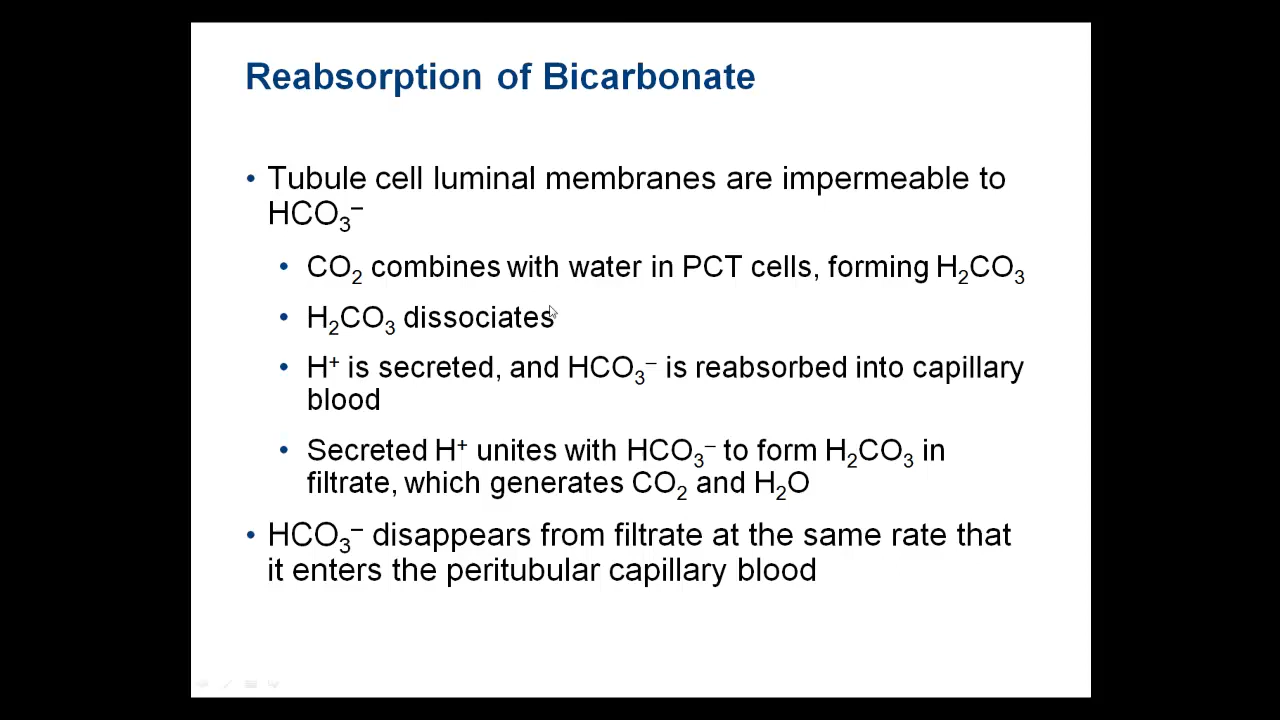 Reabsorption of Bicarbonate
• Tubule cell luminal membranes are impermeable to
HCO₃⁻
• CO₂ combines with water in PCT cells, forming H₂CO₃
• H₂CO₃ dissociates
• H⁺ is secreted, and HCO₃⁻ is reabsorbed into capillary
blood
• Secreted H⁺ unites with HCO₃⁻ to form H₂CO₃ in
filtrate, which generates CO₂ and H₂O
• HCO₃⁻ disappears from filtrate at the same rate that
it enters the peritubular capillary blood